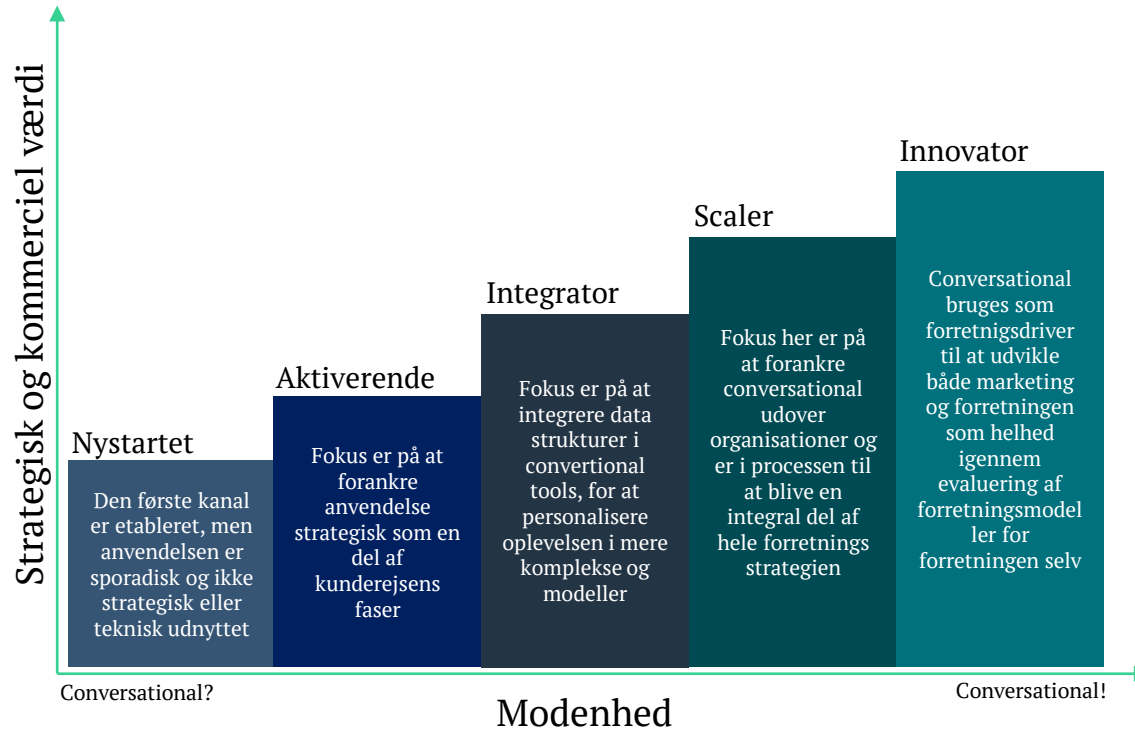 Strategisk og kommerciel værdi
Nystartet
Den første kanal
er etableret, men
anvendelsen er
sporadisk og ikke
strategisk eller
teknisk udnyttet
Aktiverende
Fokus er på at
forankre
anvendelse
strategisk som en
del af
kunderejsens
faser
Integrator
Fokus er på at
integrere data
strukturer i
convertional
tools, for at
personalisere
oplevelsen i mere
komplekse og
modeller
Scaler
Fokus her er på
at forankre
conversational
udover
organisationer og
er i processen til
at blive en
integral del af
hele forretnings
strategien
Innovator
Conversational
bruges som
forretnigsdriver
til at udvikle
både marketing
og forretningen
som helhed
igennem
evaluering af
forretningsmodel
ler for
forretningen selv
Conversational?
Modenhed
Conversational!